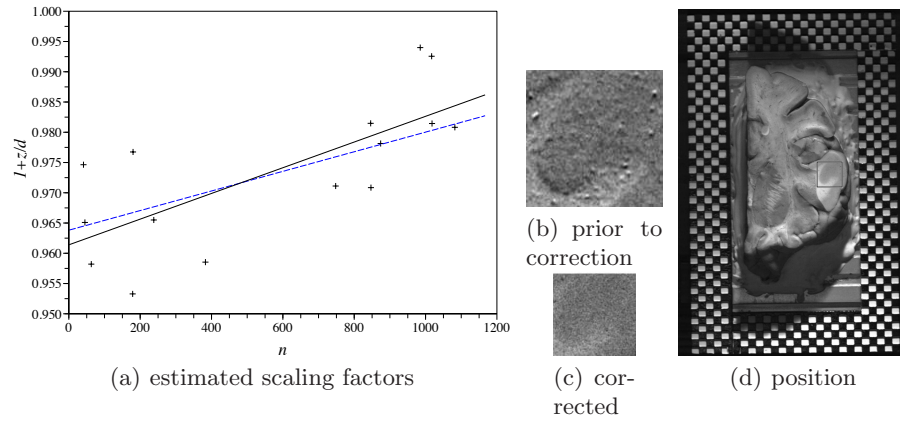 1.000
0.995
0.990
0.985
0.980
0.975
0.970
0.965
0.960
0.955
0.950
1+z/d
0 200 400 600 800 1000 1200
n
(a) estimated scaling factors
(b) prior to
correction
(c) cor-
rected
(d) position